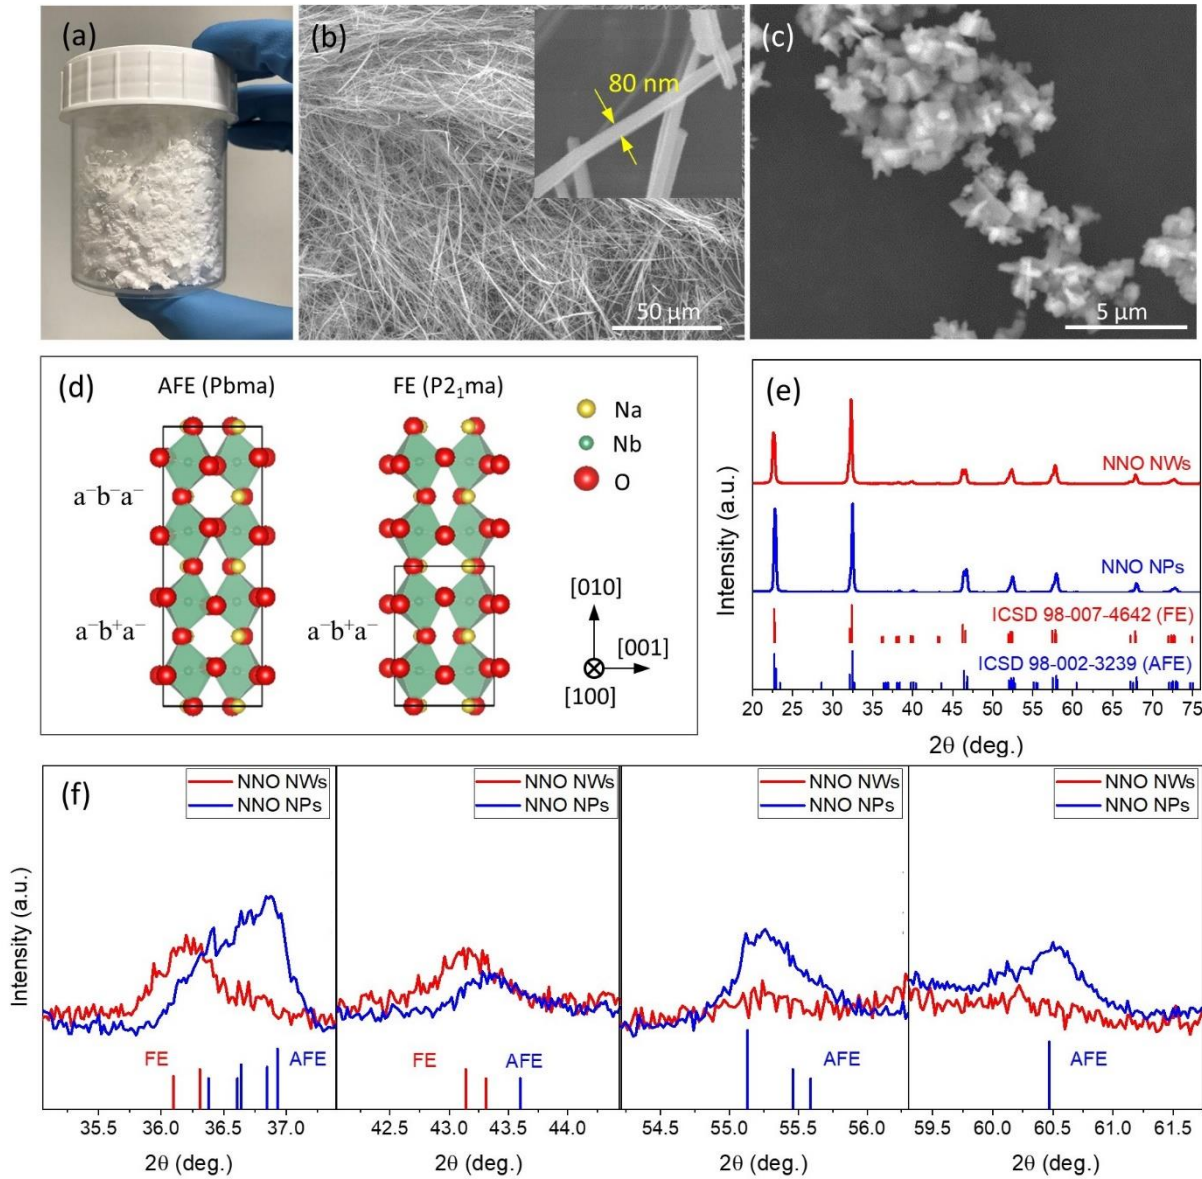 (a)
(b)
80 nm
50 µm
(c)
5 µm
(d)
AFE (Pbma)
FE (P2₁ma)
Na
Nb
O
a⁻b⁻a⁻
a⁻b⁺a⁻
a⁻b⁺a⁻
[010]
[001]
[100]
(e)
Intensity (a.u.)
NNO NWs
NNO NPs
ICSD 98-007-4642 (FE)
ICSD 98-002-3239 (AFE)
20 25 30 35 40 45 50 55 60 65 70 75
2θ (deg.)
(f)
Intensity (a.u.)
NNO NWs
NNO NPs
FE
AFE
35.5 36.0 36.5 37.0
2θ (deg.)
NNO NWs
NNO NPs
FE
AFE
42.5 43.0 43.5 44.0
2θ (deg.)
NNO NWs
NNO NPs
AFE
54.5 55.0 55.5 56.0
2θ (deg.)
NNO NWs
NNO NPs
AFE
59.5 60.0 60.5 61.0 61.5
2θ (deg.)